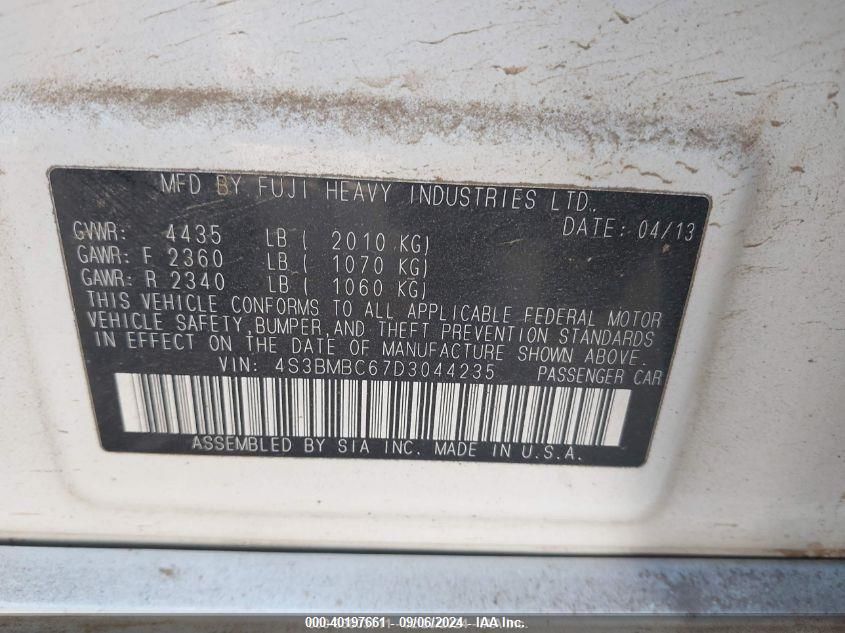 MFD BY FUJI HEAVY INDUSTRIES LTD.
DATE: 04/13
GVWR: 4435 LB ( 2010 KG)
GAWR: F 2360 LB ( 1070 KG)
GAWR: R 2340 LB ( 1060 KG)
THIS VEHICLE CONFORMS TO ALL APPLICABLE FEDERAL MOTOR
VEHICLE SAFETY, BUMPER, AND THEFT PREVENTION STANDARDS
IN EFFECT ON THE DATE OF MANUFACTURE SHOWN ABOVE.
VIN: 4S3BMBC67D3044235 PASSENGER CAR
ASSEMBLED BY SIA INC. MADE IN U.S.A.
000-40197661 - 09/06/2024 - IAA Inc.